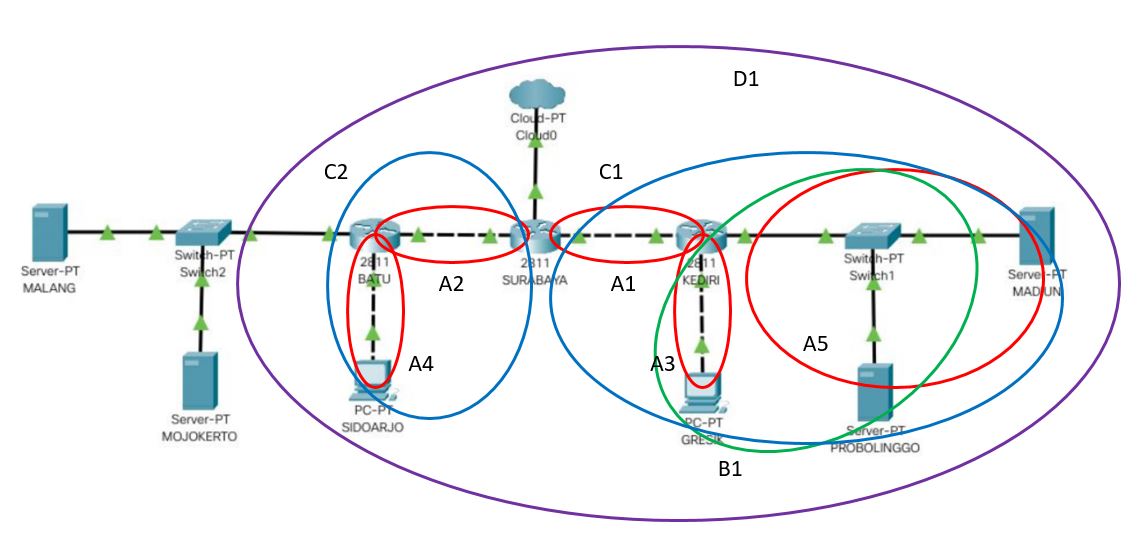 D1
Cloud-PT
Cloud0
C2
C1
Server-PT
MALANG
Switch-PT
Switch2
2811
BATU
A2
2811
SURABAYA
A1
2811
KEDIRI
Switch-PT
Switch1
Server-PT
MADIUN
A4
A3
A5
Server-PT
MOJOKERTO
PC-PT
SIDOARJO
PC-PT
GRESIK
Server-PT
PROBOLINGGO
B1